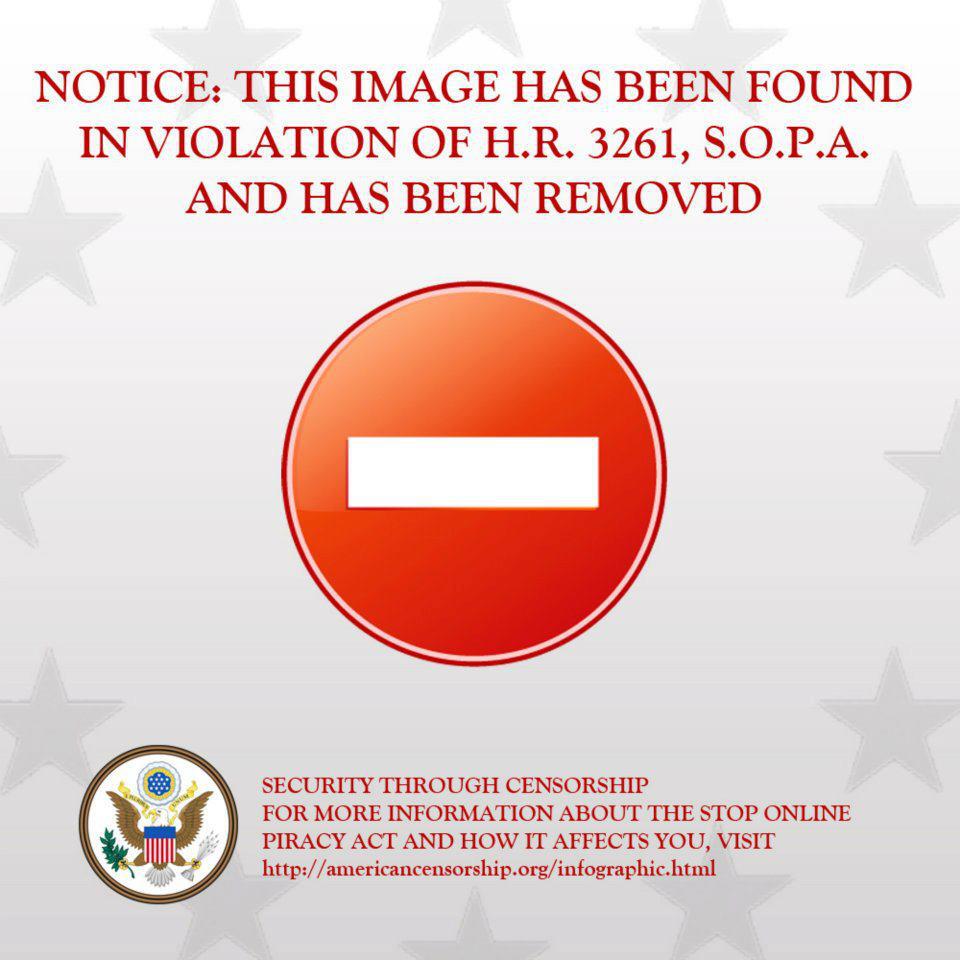 NOTICE: THIS IMAGE HAS BEEN FOUND
IN VIOLATION OF H.R. 3261, S.O.P.A.
AND HAS BEEN REMOVED
SECURITY THROUGH CENSORSHIP
FOR MORE INFORMATION ABOUT THE STOP ONLINE
PIRACY ACT AND HOW IT AFFECTS YOU, VISIT
http://americancensorship.org/infographic.html